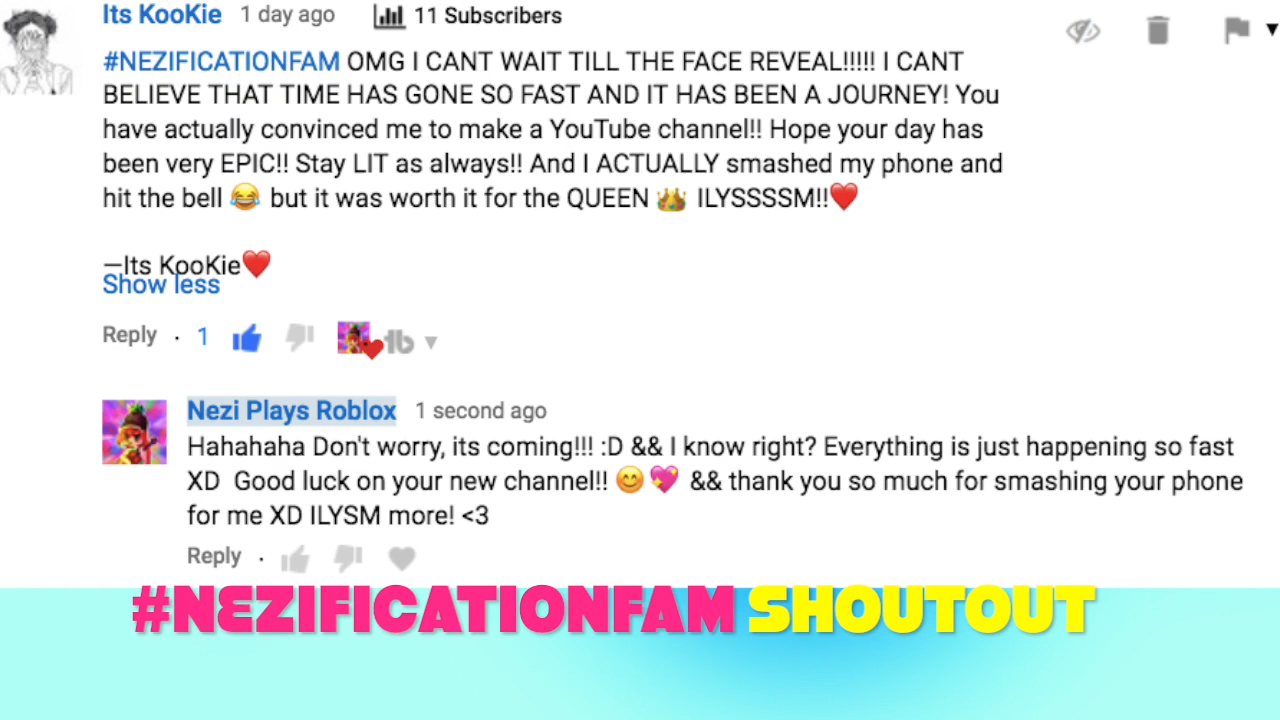 Its KooKie 1 day ago 11 Subscribers
#NEZIFICATIONFAM OMG I CANT WAIT TILL THE FACE REVEAL!!!!! I CANT
BELIEVE THAT TIME HAS GONE SO FAST AND IT HAS BEEN A JOURNEY! You
have actually convinced me to make a YouTube channel!! Hope your day has
been very EPIC!! Stay LIT as always!! And I ACTUALLY smashed my phone and
hit the bell 😂 but it was worth it for the QUEEN 👑 ILYSSSSM!!❤️
—Its KooKie❤️
Show less
Reply · 1
Nezi Plays Roblox 1 second ago
Hahahaha Don't worry, its coming!!! :D && I know right? Everything is just happening so fast
XD Good luck on your new channel!! 😊💖 && thank you so much for smashing your phone
for me XD ILYSM more! <3
Reply ·
#NEZIFICATIONFAM SHOUTOUT